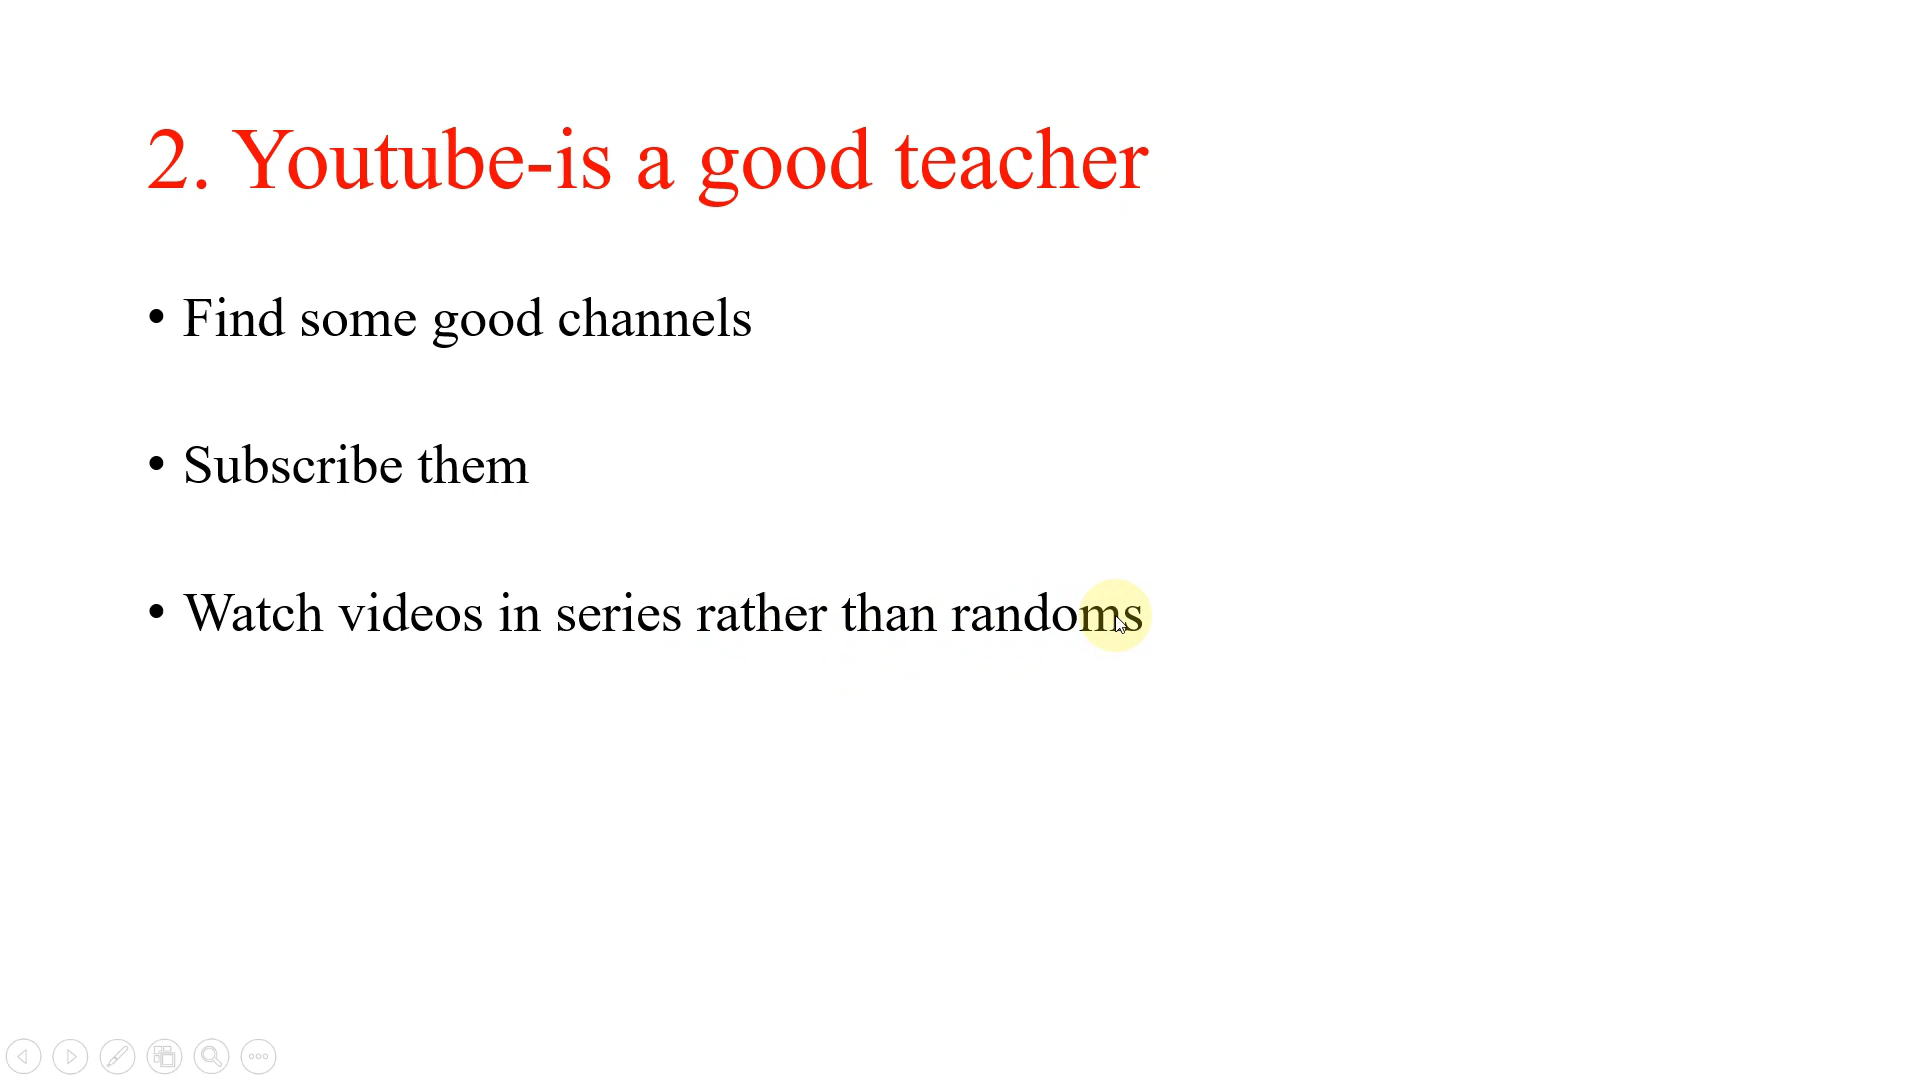 2. Youtube-is a good teacher
• Find some good channels
• Subscribe them
• Watch videos in series rather than randoms